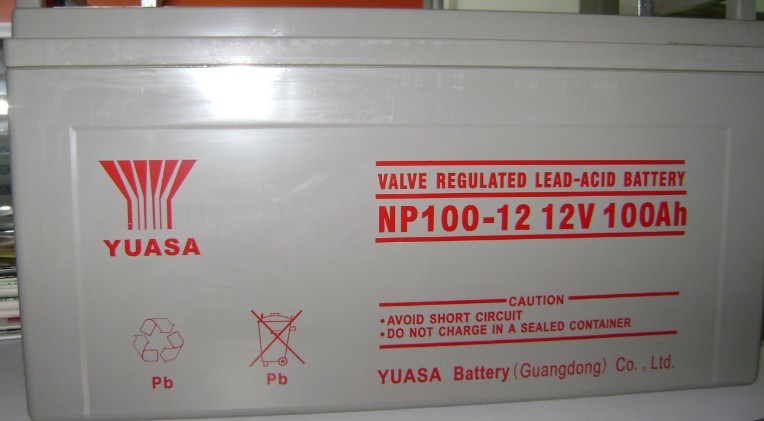 YUASA
VALVE REGULATED LEAD-ACID BATTERY
NP100-12 12V 100Ah
CAUTION
•AVOID SHORT CIRCUIT
•DO NOT CHARGE IN A SEALED CONTAINER
Pb
Pb
YUASA Battery(Guangdong) Co., Ltd.